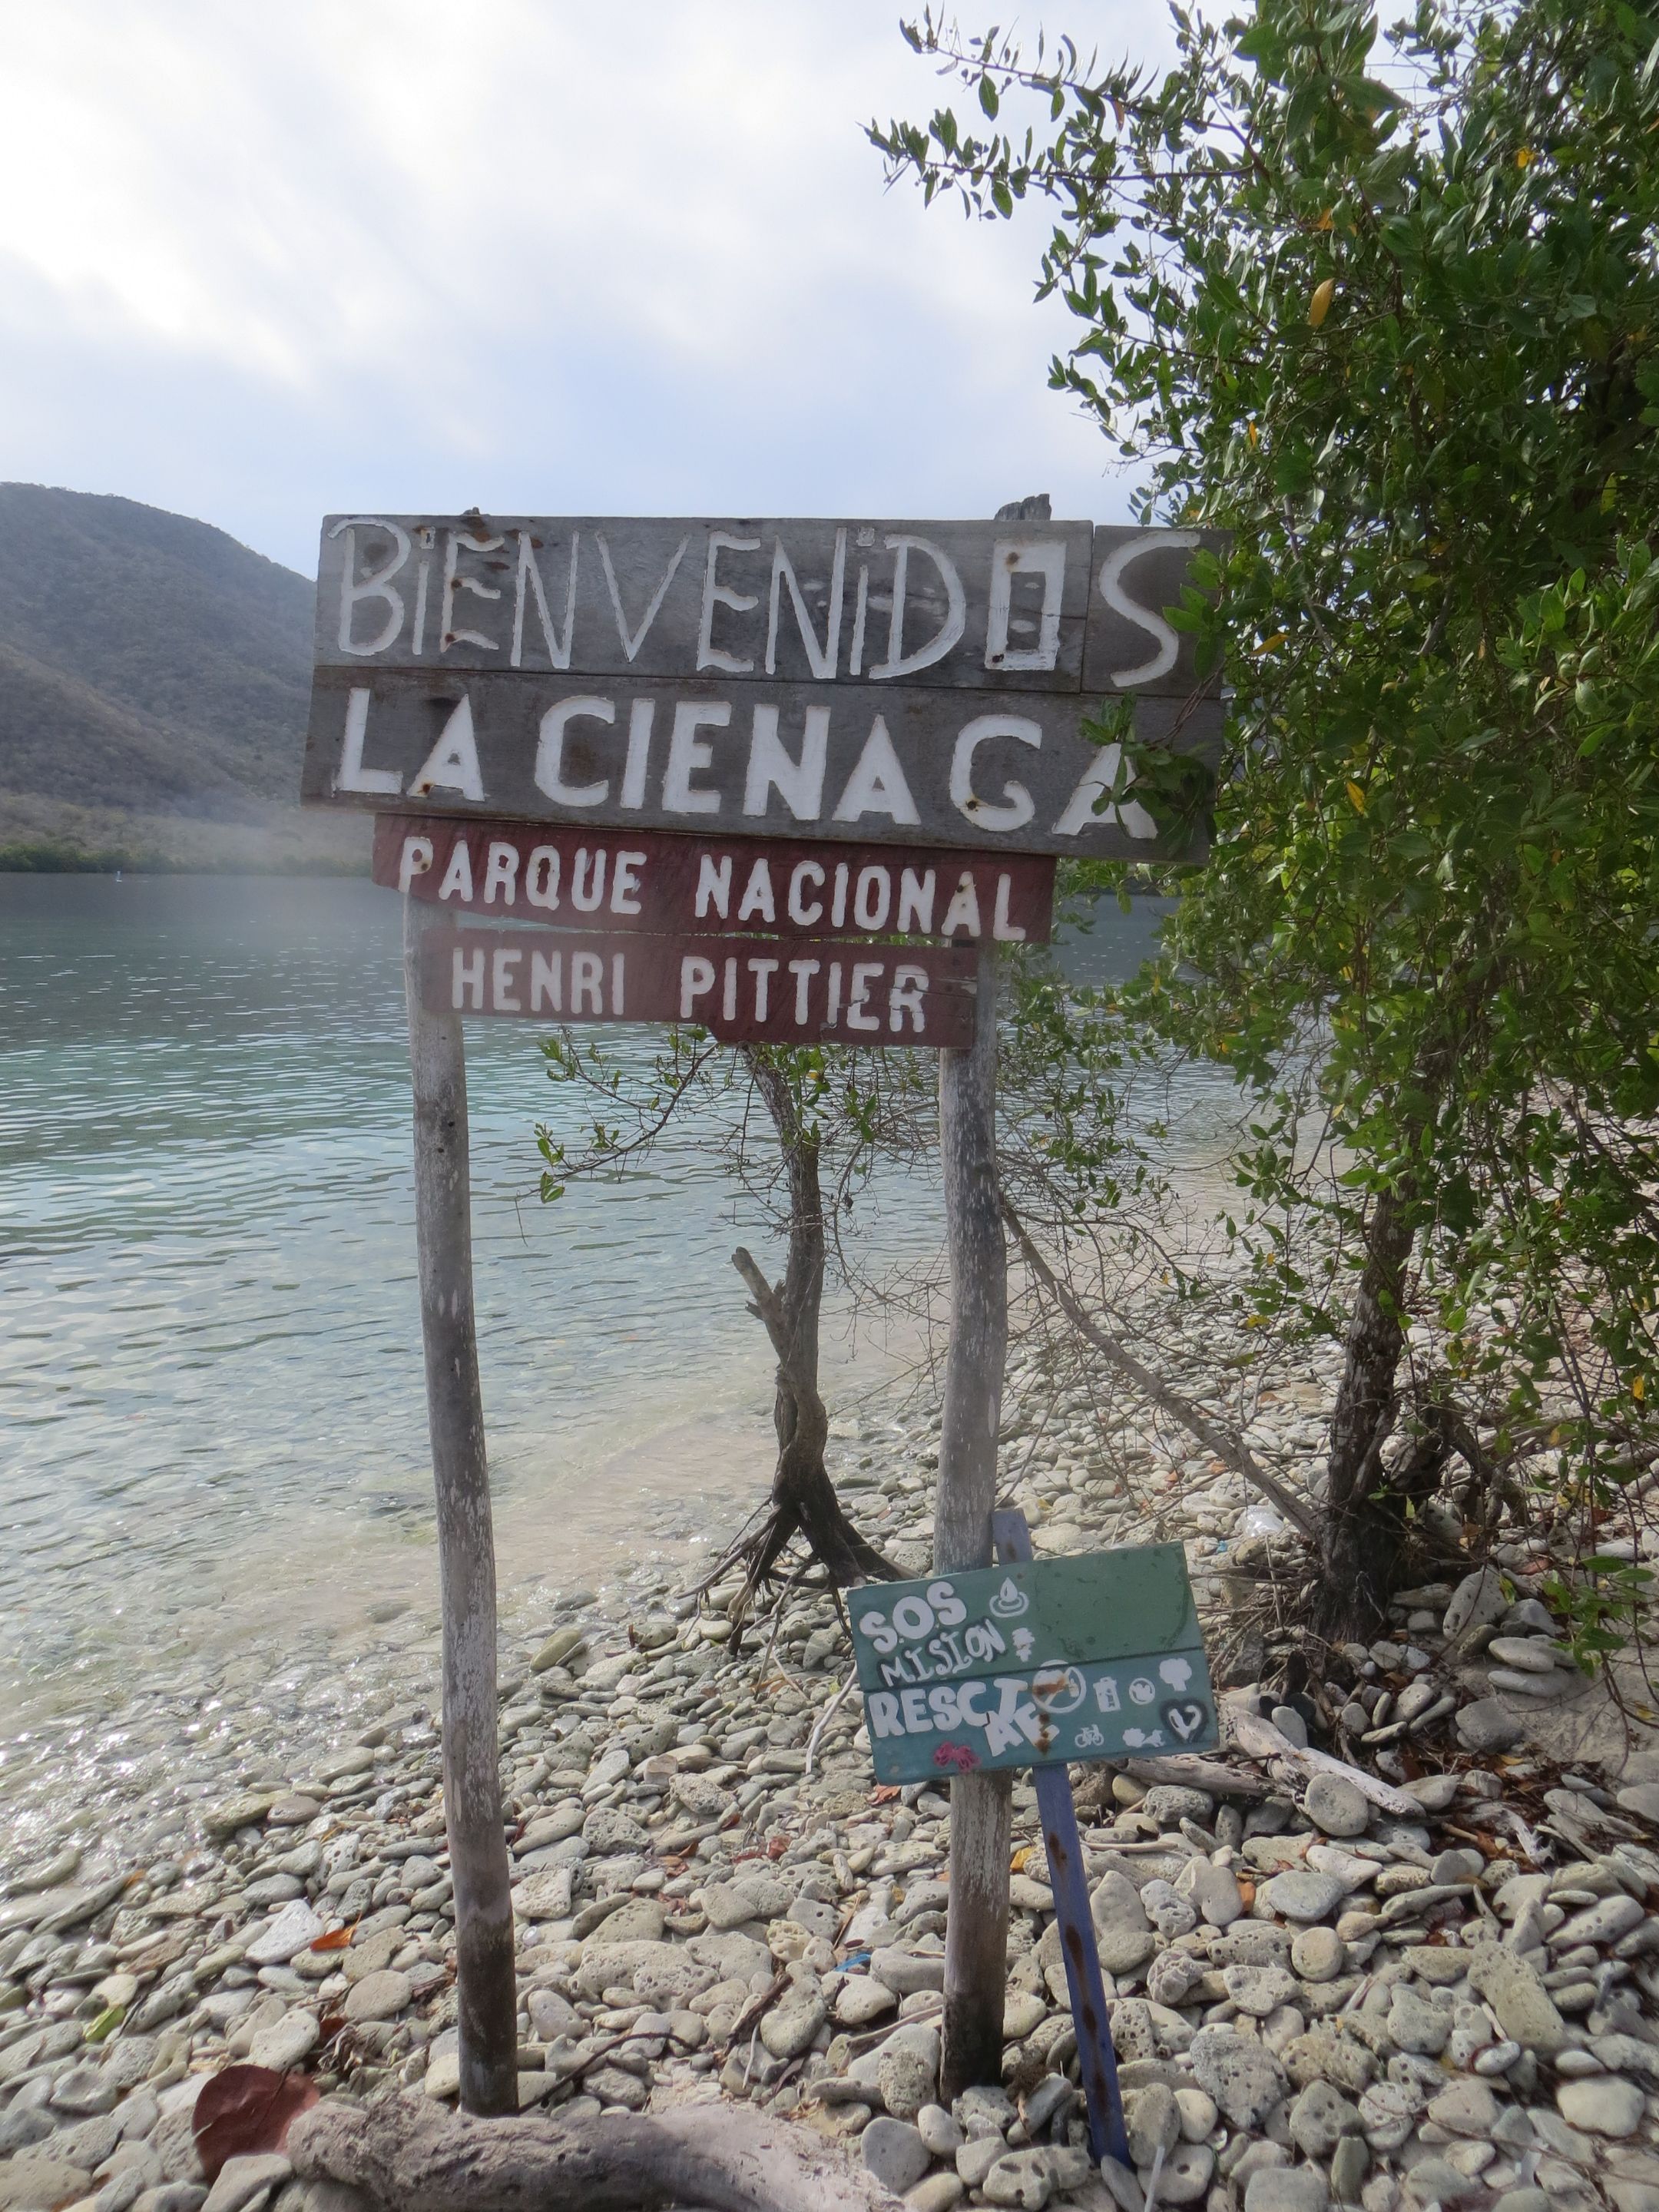 BiENVENiDOS
LA CIENAGA
PARQUE NACIONAL
HENRI PITTIER
S.O.S
MISION
RESCATE